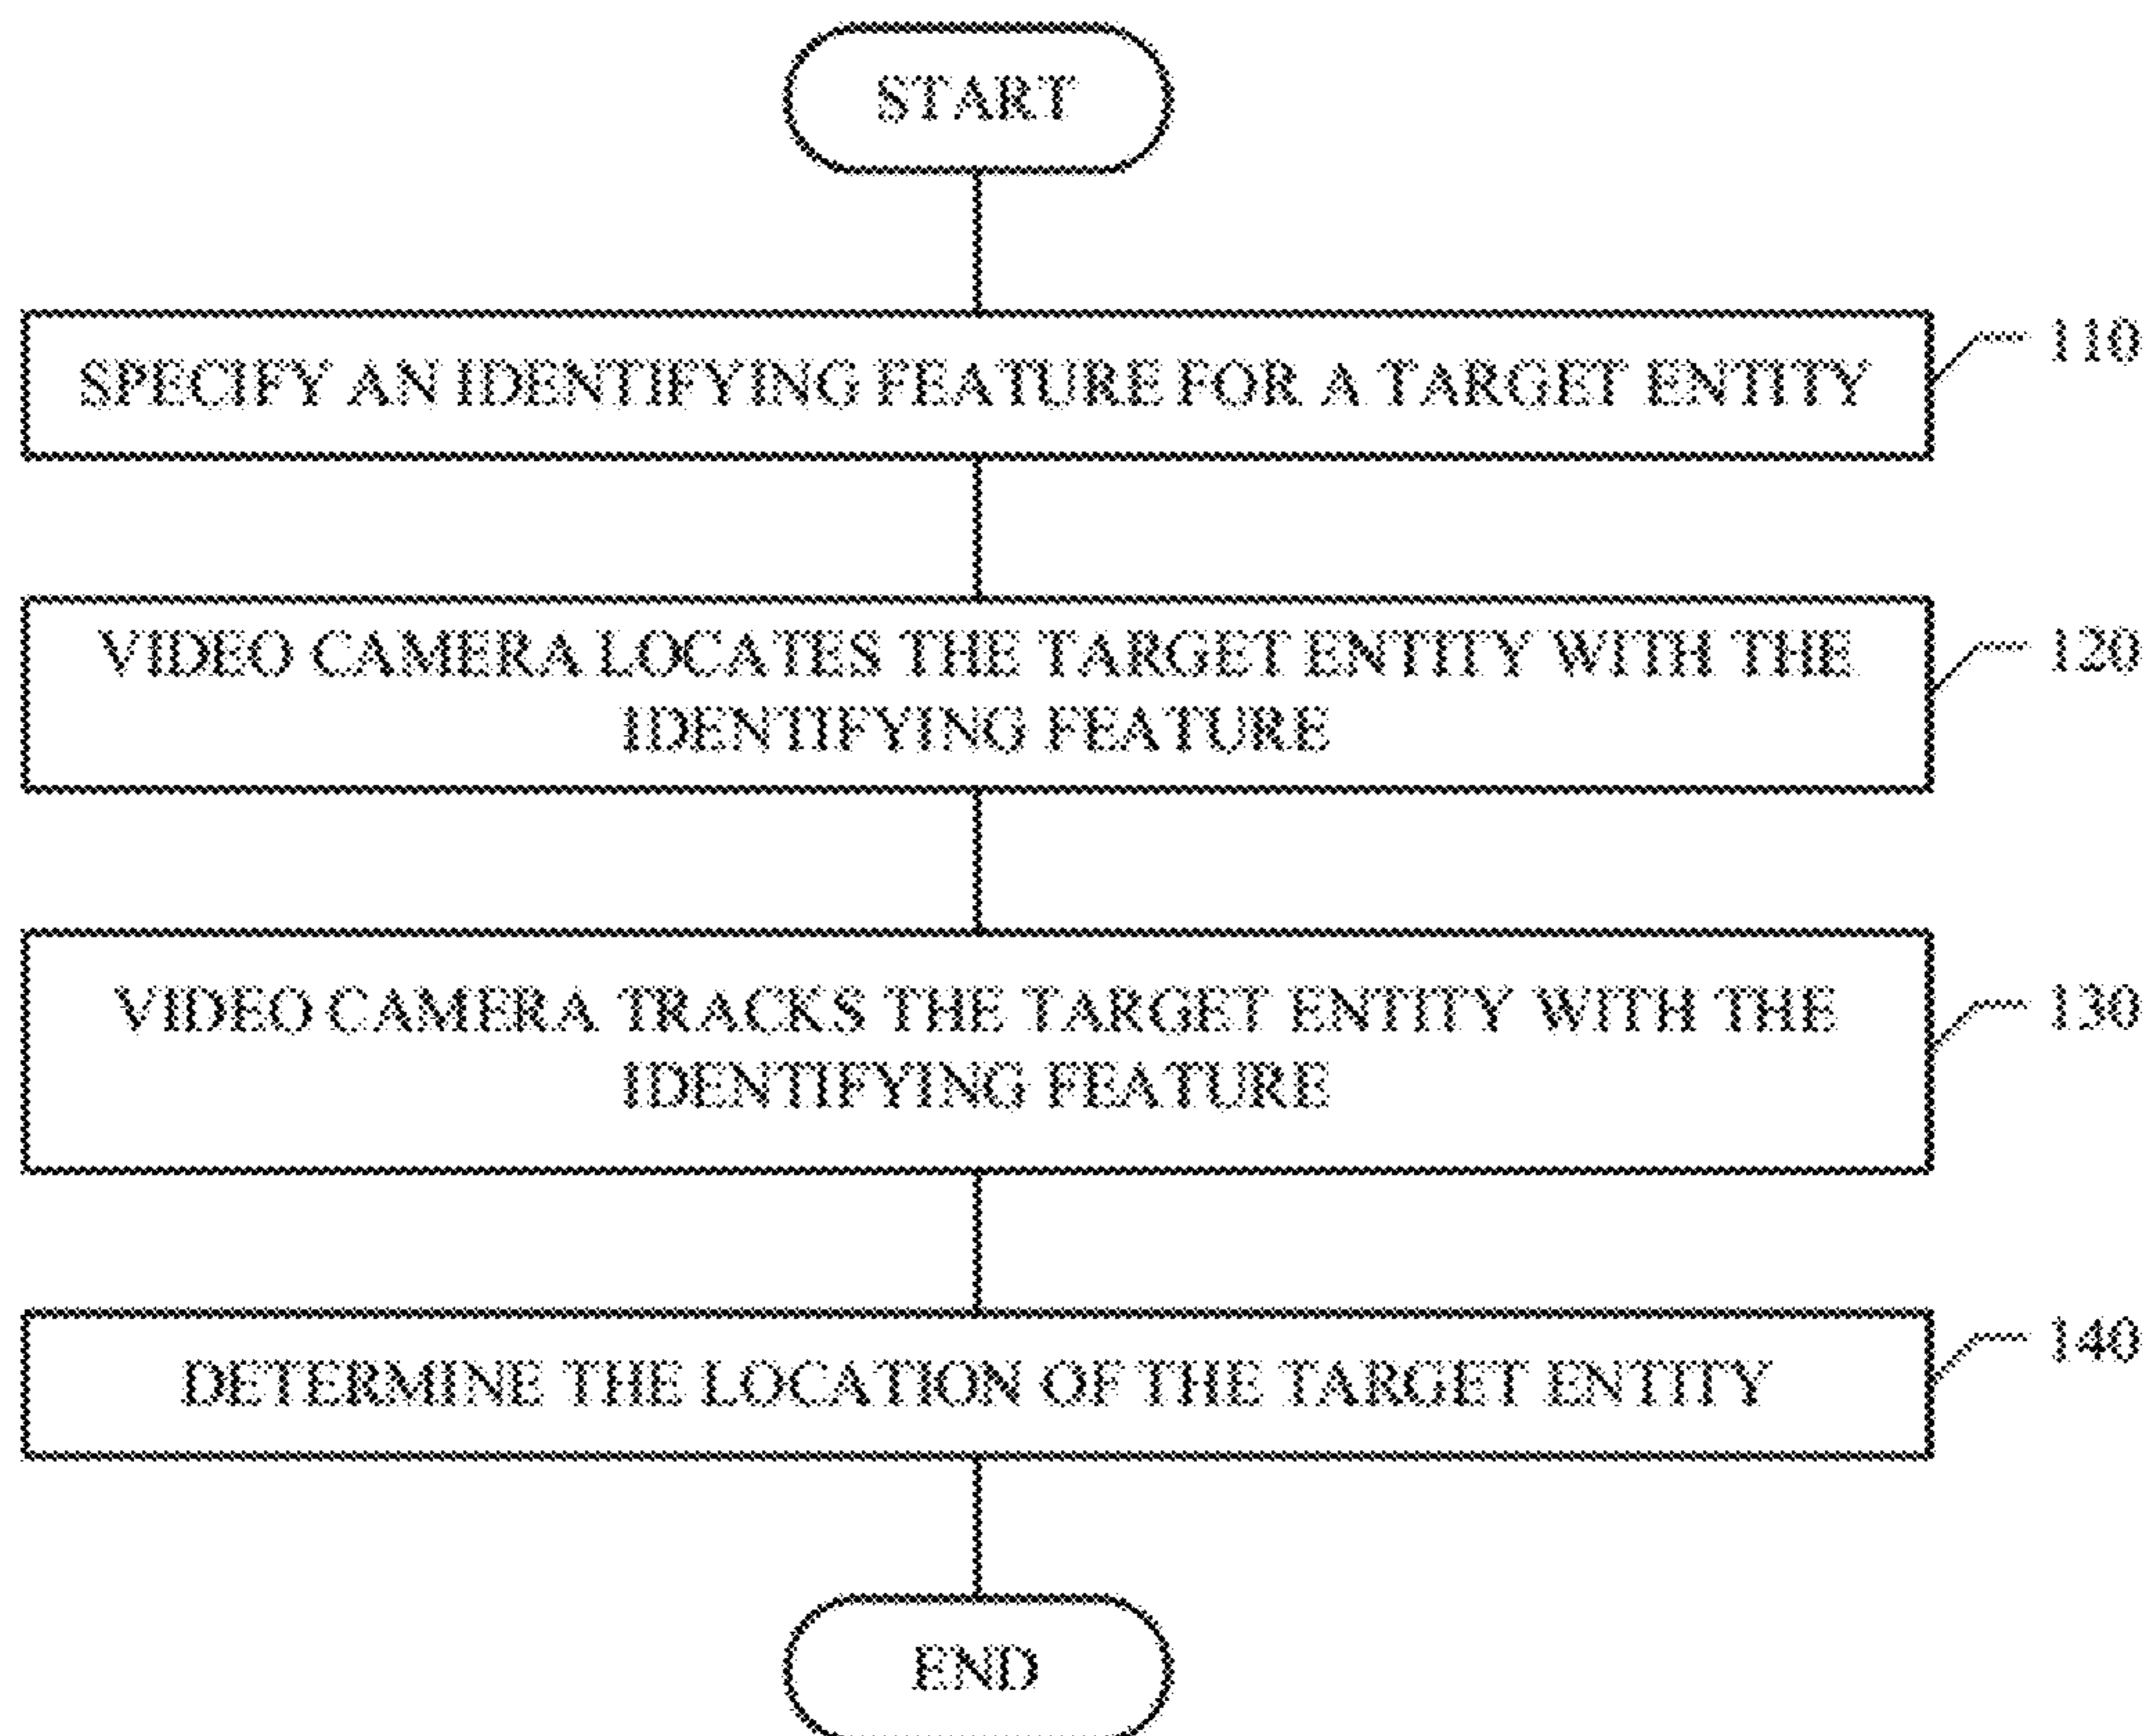 START
SPECIFY AN IDENTIFYING FEATURE FOR A TARGET ENTITY
110
VIDEO CAMERA LOCATES THE TARGET ENTITY WITH THE
IDENTIFYING FEATURE
120
VIDEO CAMERA TRACKS THE TARGET ENTITY WITH THE
IDENTIFYING FEATURE
130
DETERMINE THE LOCATION OF THE TARGET ENTITY
140
END